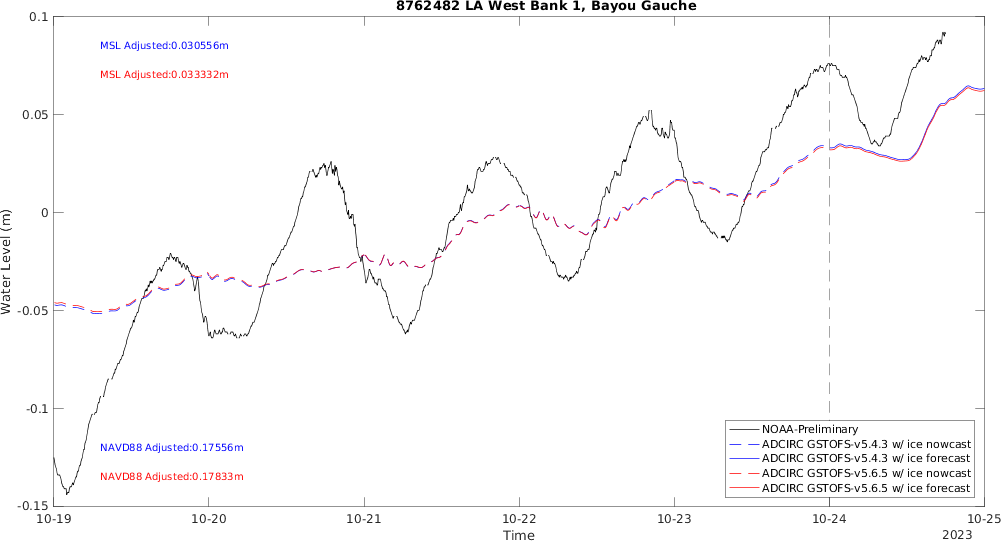 8762482 LA West Bank 1, Bayou Gauche
MSL Adjusted:0.030556m
MSL Adjusted:0.033332m
NAVD88 Adjusted:0.17556m
NAVD88 Adjusted:0.17833m
Water Level (m)
0.1
0.05
0
-0.05
-0.1
-0.15
NOAA-Preliminary
ADCIRC GSTOFS-v5.4.3 w/ ice nowcast
ADCIRC GSTOFS-v5.4.3 w/ ice forecast
ADCIRC GSTOFS-v5.6.5 w/ ice nowcast
ADCIRC GSTOFS-v5.6.5 w/ ice forecast
10-19 10-20 10-21 10-22 10-23 10-24 10-25
Time
2023